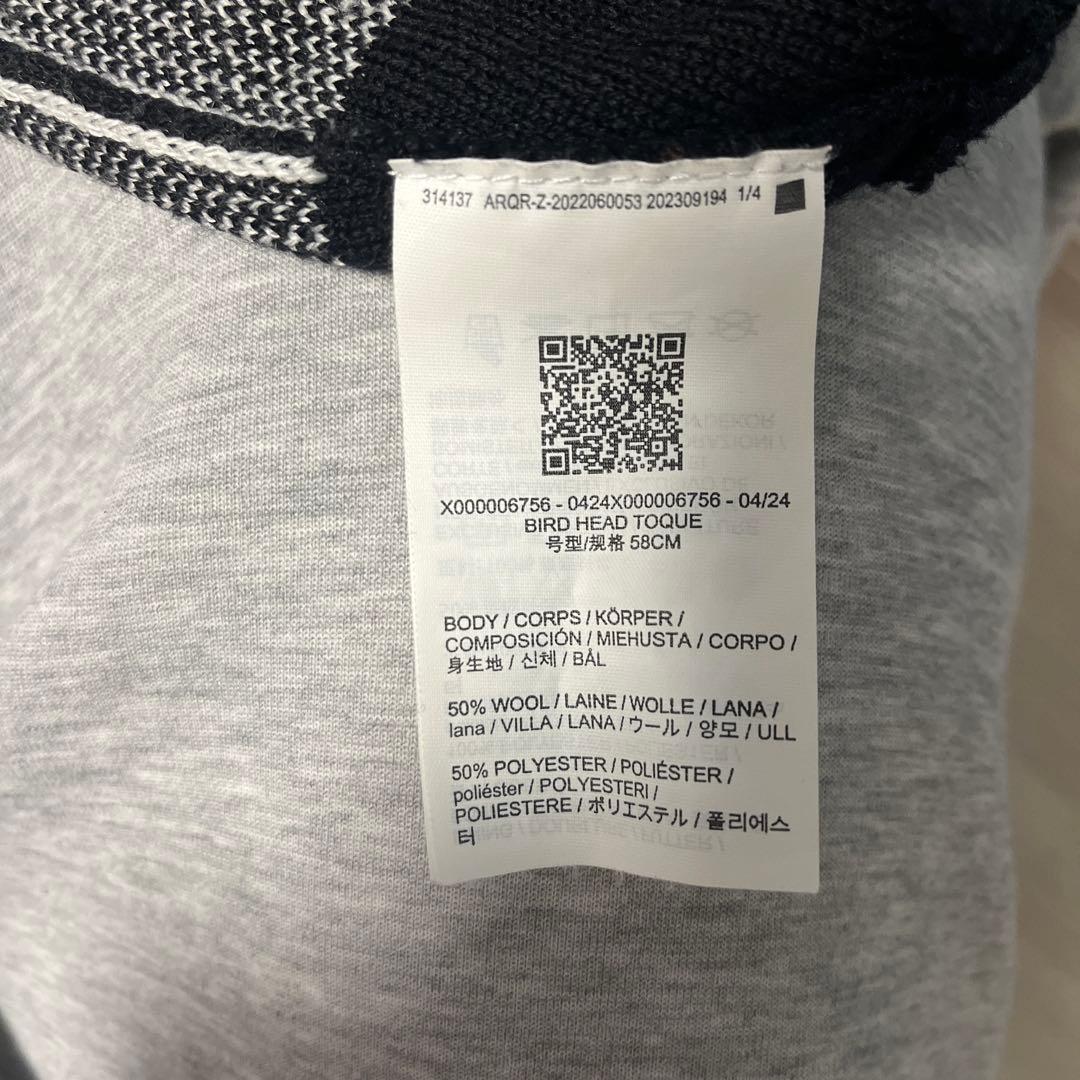 314137 ARQR-Z-2022060053 202309194 1/4
X000006756 - 0424X000006756 - 04/24
BIRD HEAD TOQUE
号型/规格 58CM
BODY / CORPS / KÖRPER /
COMPOSICIÓN / MIEHUSTA / CORPO /
身生地 / 신체 / BÅL
50% WOOL / LAINE / WOLLE / LANA /
lana / VILLA / LANA / ウール / 양모 / ULL
50% POLYESTER / POLIÉSTER /
poliéster / POLYESTERI /
POLIESTERE / ポリエステル / 폴리에스
터